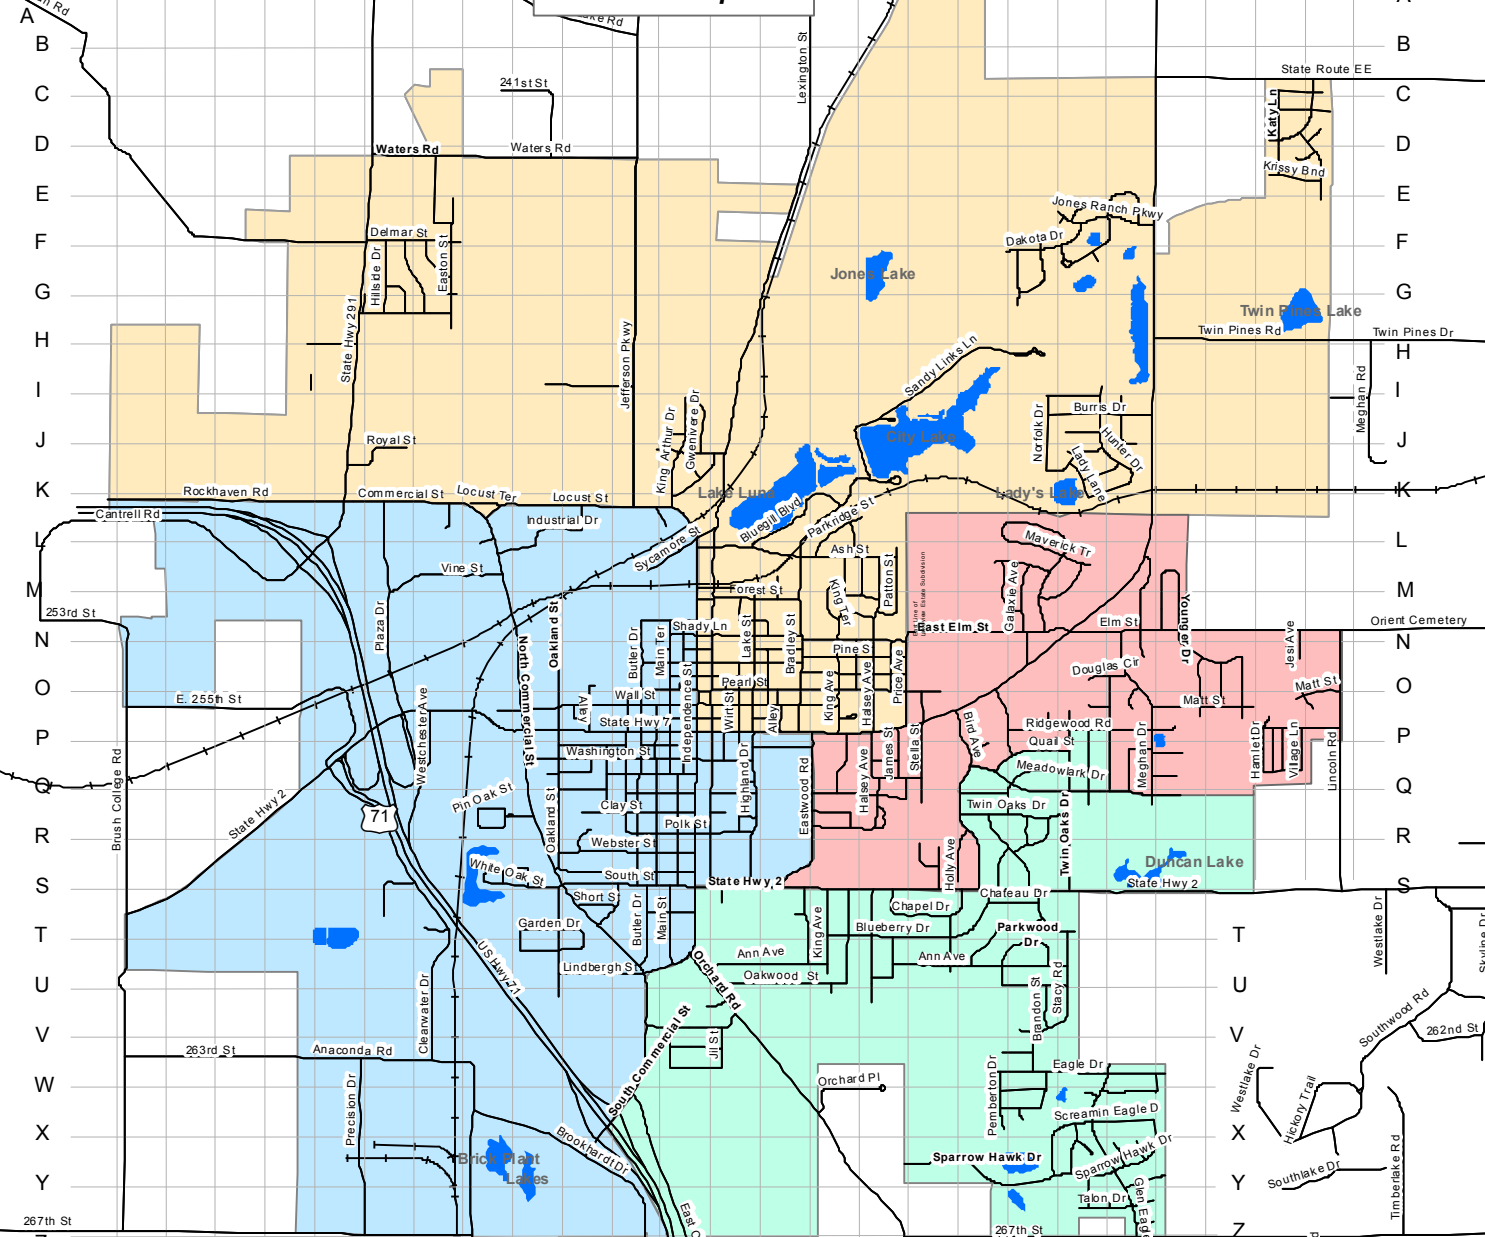 A
A
B
B
Lexington St
State Route EE
241st St
C
C
Katy Ln
D
Waters Rd
Waters Rd
D
Krissy Bnd
E
E
Jones Ranch Pkwy
F
Delmar St
Dakota Dr
F
Hillside Dr
Easton St
Jones Lake
G
G
Twin Pines Lake
State Hwy 291
Twin Pines Rd
Twin Pines Dr
H
H
Jefferson Pkwy
Sandy Links Ln
Meghan Rd
I
I
King Arthur Dr
Gwenivere Dr
Burris Dr
Norfolk Dr
Hunter Dr
J
Royal St
City Lake
J
Lady Lane
K
Rockhaven Rd
Commercial St
Locust Ter
Locust St
Lake Luna
Lady's Lake
K
Cantrell Rd
Industrial Dr
Bluegill Blvd
Parkridge St
L
Sycamore St
Ash St
Maverick Tr
L
Vine St
Patton St
Galaxie Ave
M
Forest St
King Ter
M
253rd St
Plaza Dr
Oakland St
Shady Ln
Lake St
Bradley St
East Elm St
Elm St
Younger Dr
Orient Cemetery
N
North Commercial St
Butler Dr
Main Ter
Pine S
Jesi Ave
N
Douglas Cir
O
E. 255th St
Wall St
Pearl St
King Ave
Halsey Ave
Price Ave
Matt St
Matt St
O
Westchester Ave
Aley
State Hwy 7
Independence St
Wirt St
Alley
Bird Ave
Ridgewood Rd
P
Washington St
James St
Stella St
Quail St
Meghan Dr
Hamlet Dr
Village Ln
Lincoln Rd
P
Brush College Rd
Highland Dr
Eastwood Rd
Halsey Ave
Meadowlark Dr
Q
Pin Oak St
Oakland St
Clay St
Twin Oaks Dr
Twin Oaks Dr
Q
State Hwy 2
71
Polk St
R
Webster St
Holly Ave
R
White Oak St
South St
Duncan Lake
S
State Hwy 2
Chateau Dr
State Hwy 2
S
Short S
Chapel Dr
Butler Dr
Main St
King Ave
Garden Dr
Blueberry Dr
Parkwood
Dr
Westlake Dr
Skyline Dr
T
T
Ann Ave
Ann Ave
US Hwy 71
Lindbergh St
Orchard Rd
Oakwood St
Stacy Rd
U
U
Clearwater Dr
Brandon St
V
South Commercial St
Jil St
V
Southwood Rd
262nd St
263rd St
Anaconda Rd
Eagle Dr
W
Precision Dr
Orchard Pl
Pemberton Dr
Westlake Dr
W
Screamin Eagle D
Hickory Trail
X
Brookhardt Dr
X
Brick Plant
Lakes
Sparrow Hawk Dr
Sparrow Hawk Dr
Southlake Dr
Timberlake Rd
Y
Talon Dr
Y
267th St
267th St
Z